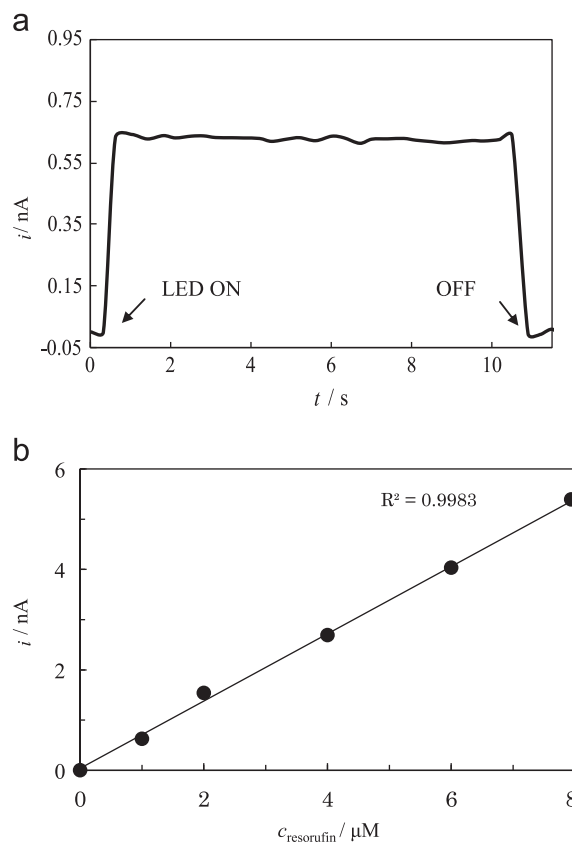 a
0.95
0.75
0.55
0.35
0.15
-0.05
i / nA
LED ON
OFF
0 2 4 6 8 10
t / s
b
6
4
2
0
i / nA
R² = 0.9983
0 2 4 6 8
c resorufin / μM